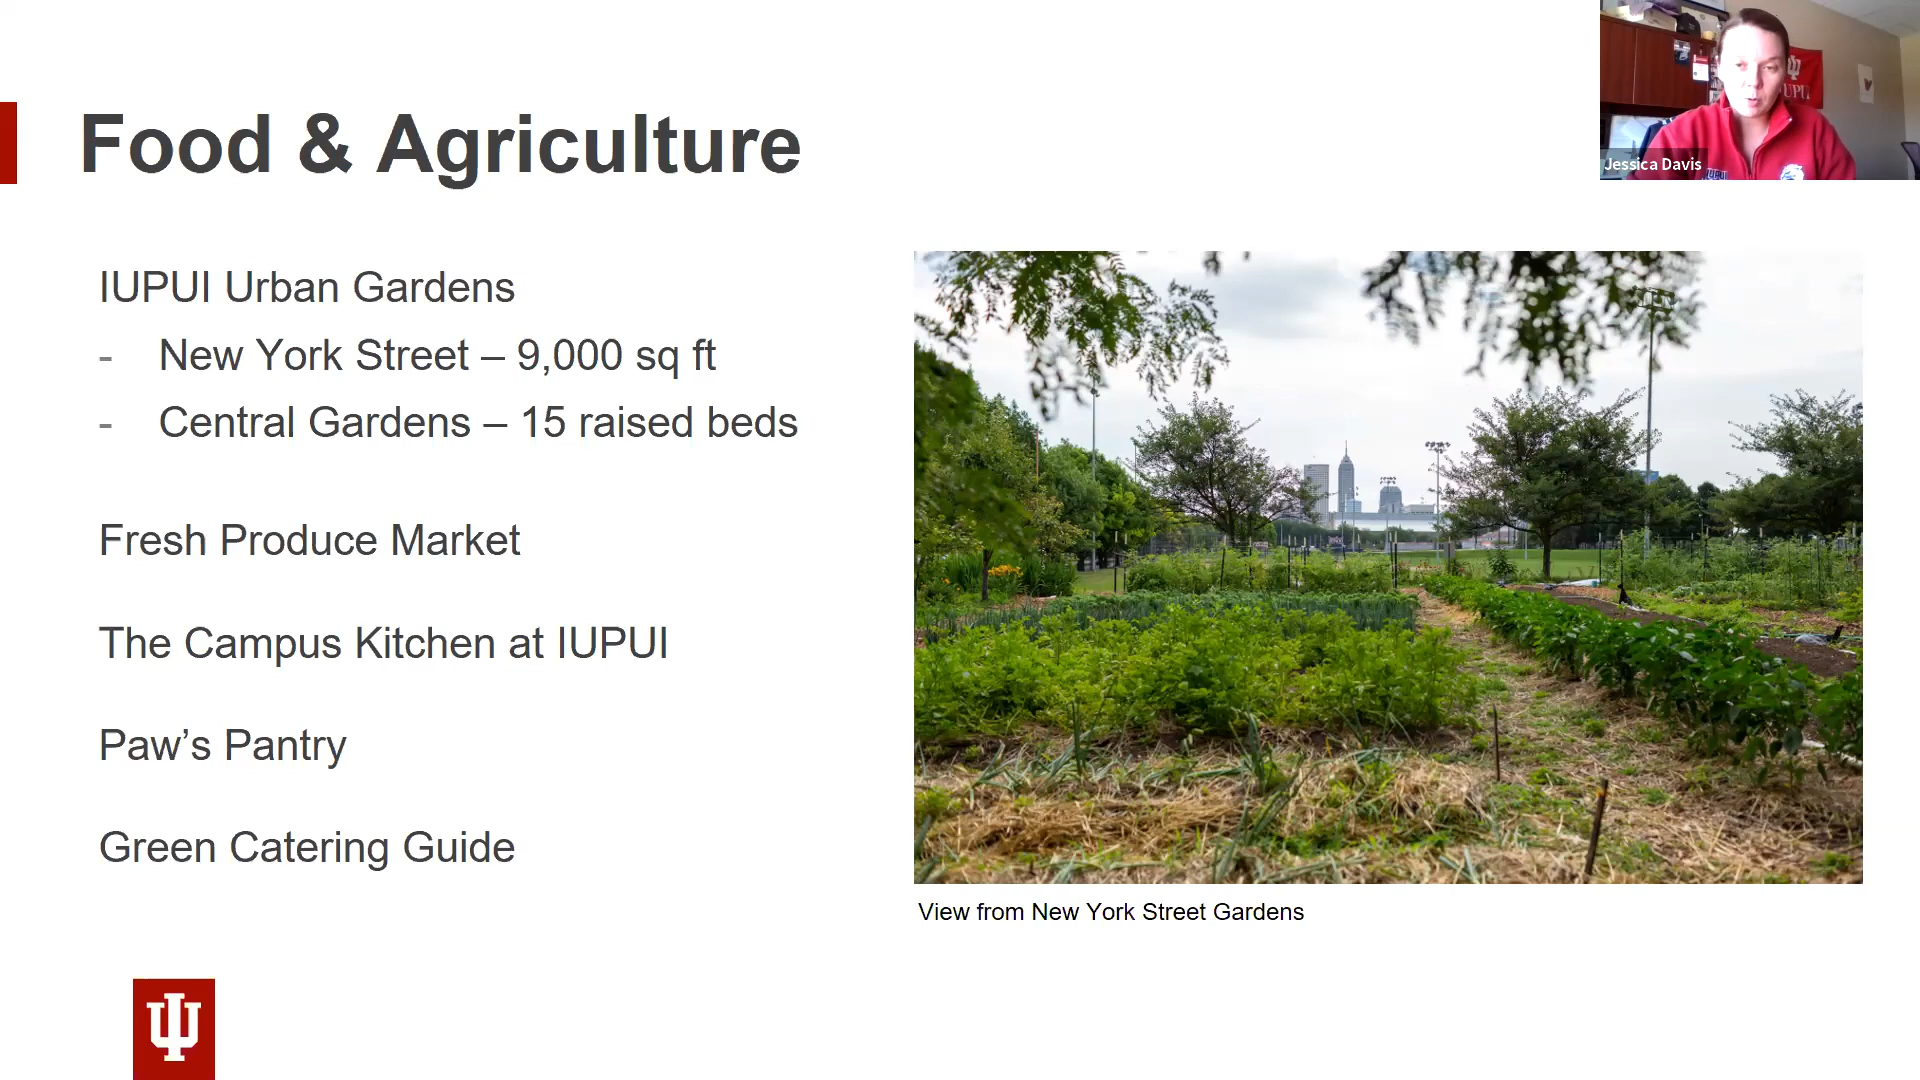 Food & Agriculture
Jessica Davis
IUPUI Urban Gardens
- New York Street – 9,000 sq ft
- Central Gardens – 15 raised beds
Fresh Produce Market
The Campus Kitchen at IUPUI
Paw’s Pantry
Green Catering Guide
View from New York Street Gardens